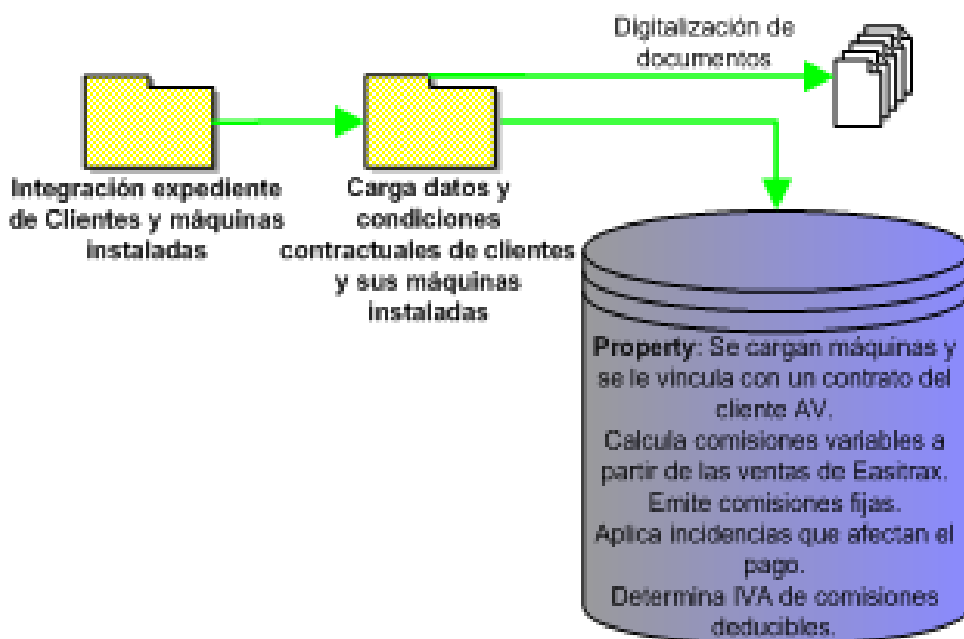 Digitalización de
documentos
Integración expediente
de Clientes y máquinas
instaladas
Carga datos y
condiciones
contractuales de clientes
y sus máquinas
instaladas
Property: Se cargan máquinas y
se le vincula con un contrato del
cliente AV.
Calcula comisiones variables a
partir de las ventas de Easitrax.
Emite comisiones fijas.
Aplica incidencias que afectan el
pago.
Determina IVA de comisiones
deducibles.